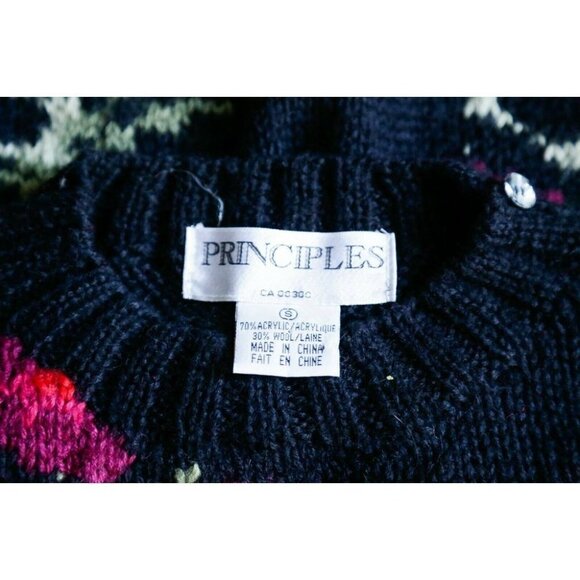 PRINCIPLES
CA 00300
S
70% ACRYLIC/ACRYLIQUE
30% WOOL/LAINE
MADE IN CHINA
FAIT EN CHINE